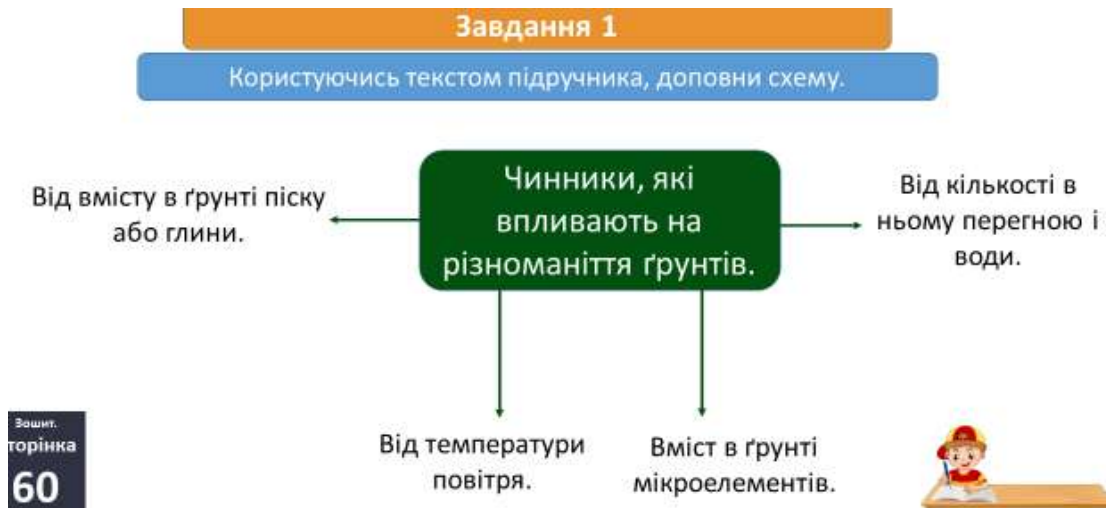 Завдання 1
Користуючись текстом підручника, доповни схему.
Від вмісту в ґрунті піску
або глини.
Чинники, які
впливають на
різноманіття ґрунтів.
Від кількості в
ньому перегною і
води.
Від температури
повітря.
Вміст в ґрунті
мікроелементів.
Зошит.
торінка
60